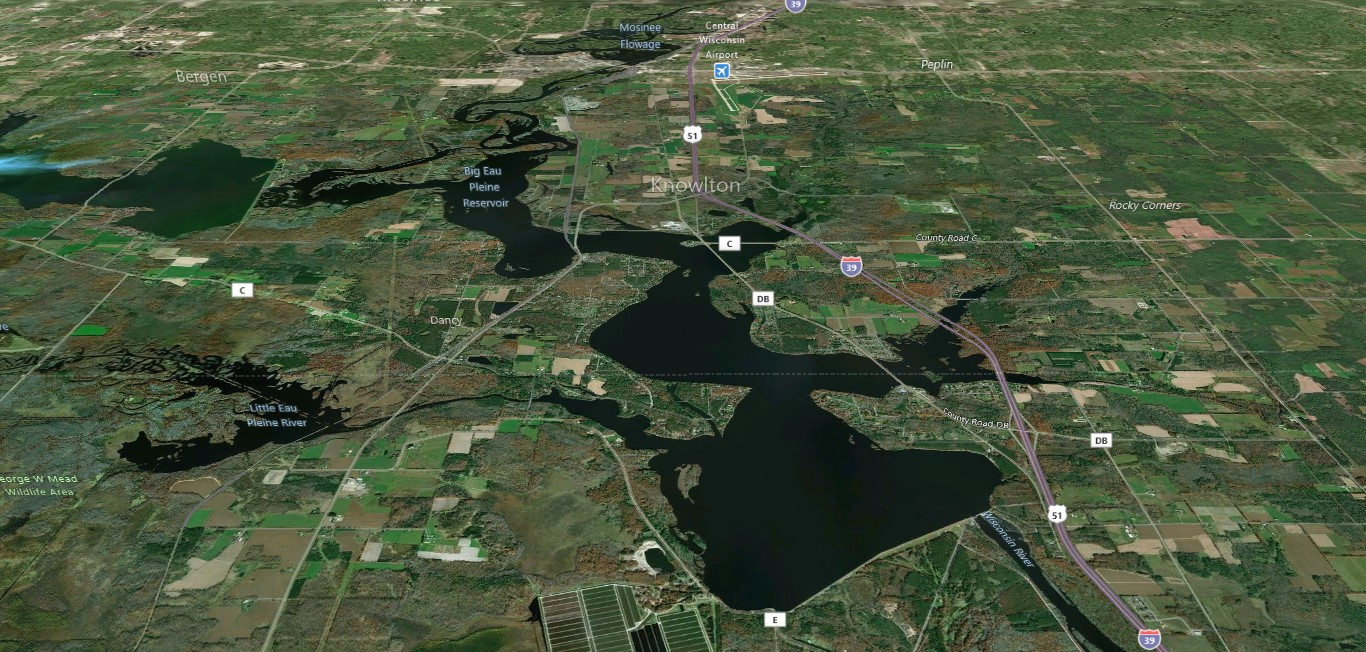 39
Mosinee
Flowage
Central
Wisconsin
Airport
Peplin
Bergen
51
Big Eau
Pleine
Reservoir
Knowlton
Rocky Corners
C
County Road C
39
C
DB
Dancy
Little Eau
Pleine River
County Road DB
DB
eorge W Mead
Wildlife Area
51
Wisconsin River
E
39